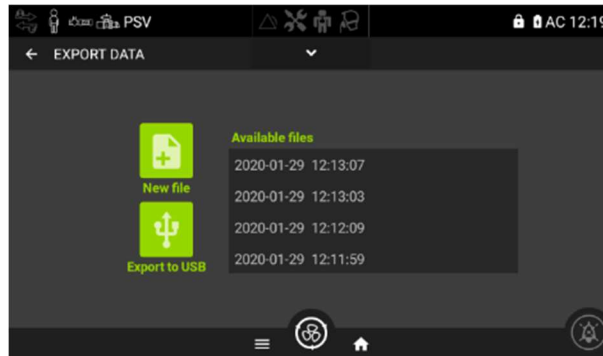 PSV
AC 12:19
EXPORT DATA
Available files
New file
2020-01-29 12:13:07
2020-01-29 12:13:03
2020-01-29 12:12:09
Export to USB
2020-01-29 12:11:59